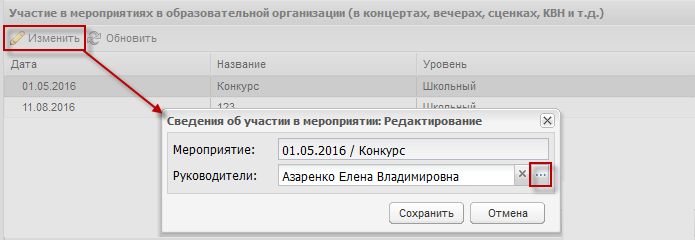 Участие в мероприятиях в образовательной организации (в концертах, вечерах, сценках, КВН и т.д.)
Изменить Обновить
Дата Название Уровень
01.05.2016 Конкурс Школьный
11.08.2016 123 Школьный
Сведения об участии в мероприятии: Редактирование
Мероприятие: 01.05.2016 / Конкурс
Руководители: Азаренко Елена Владимировна ...
Сохранить Отмена